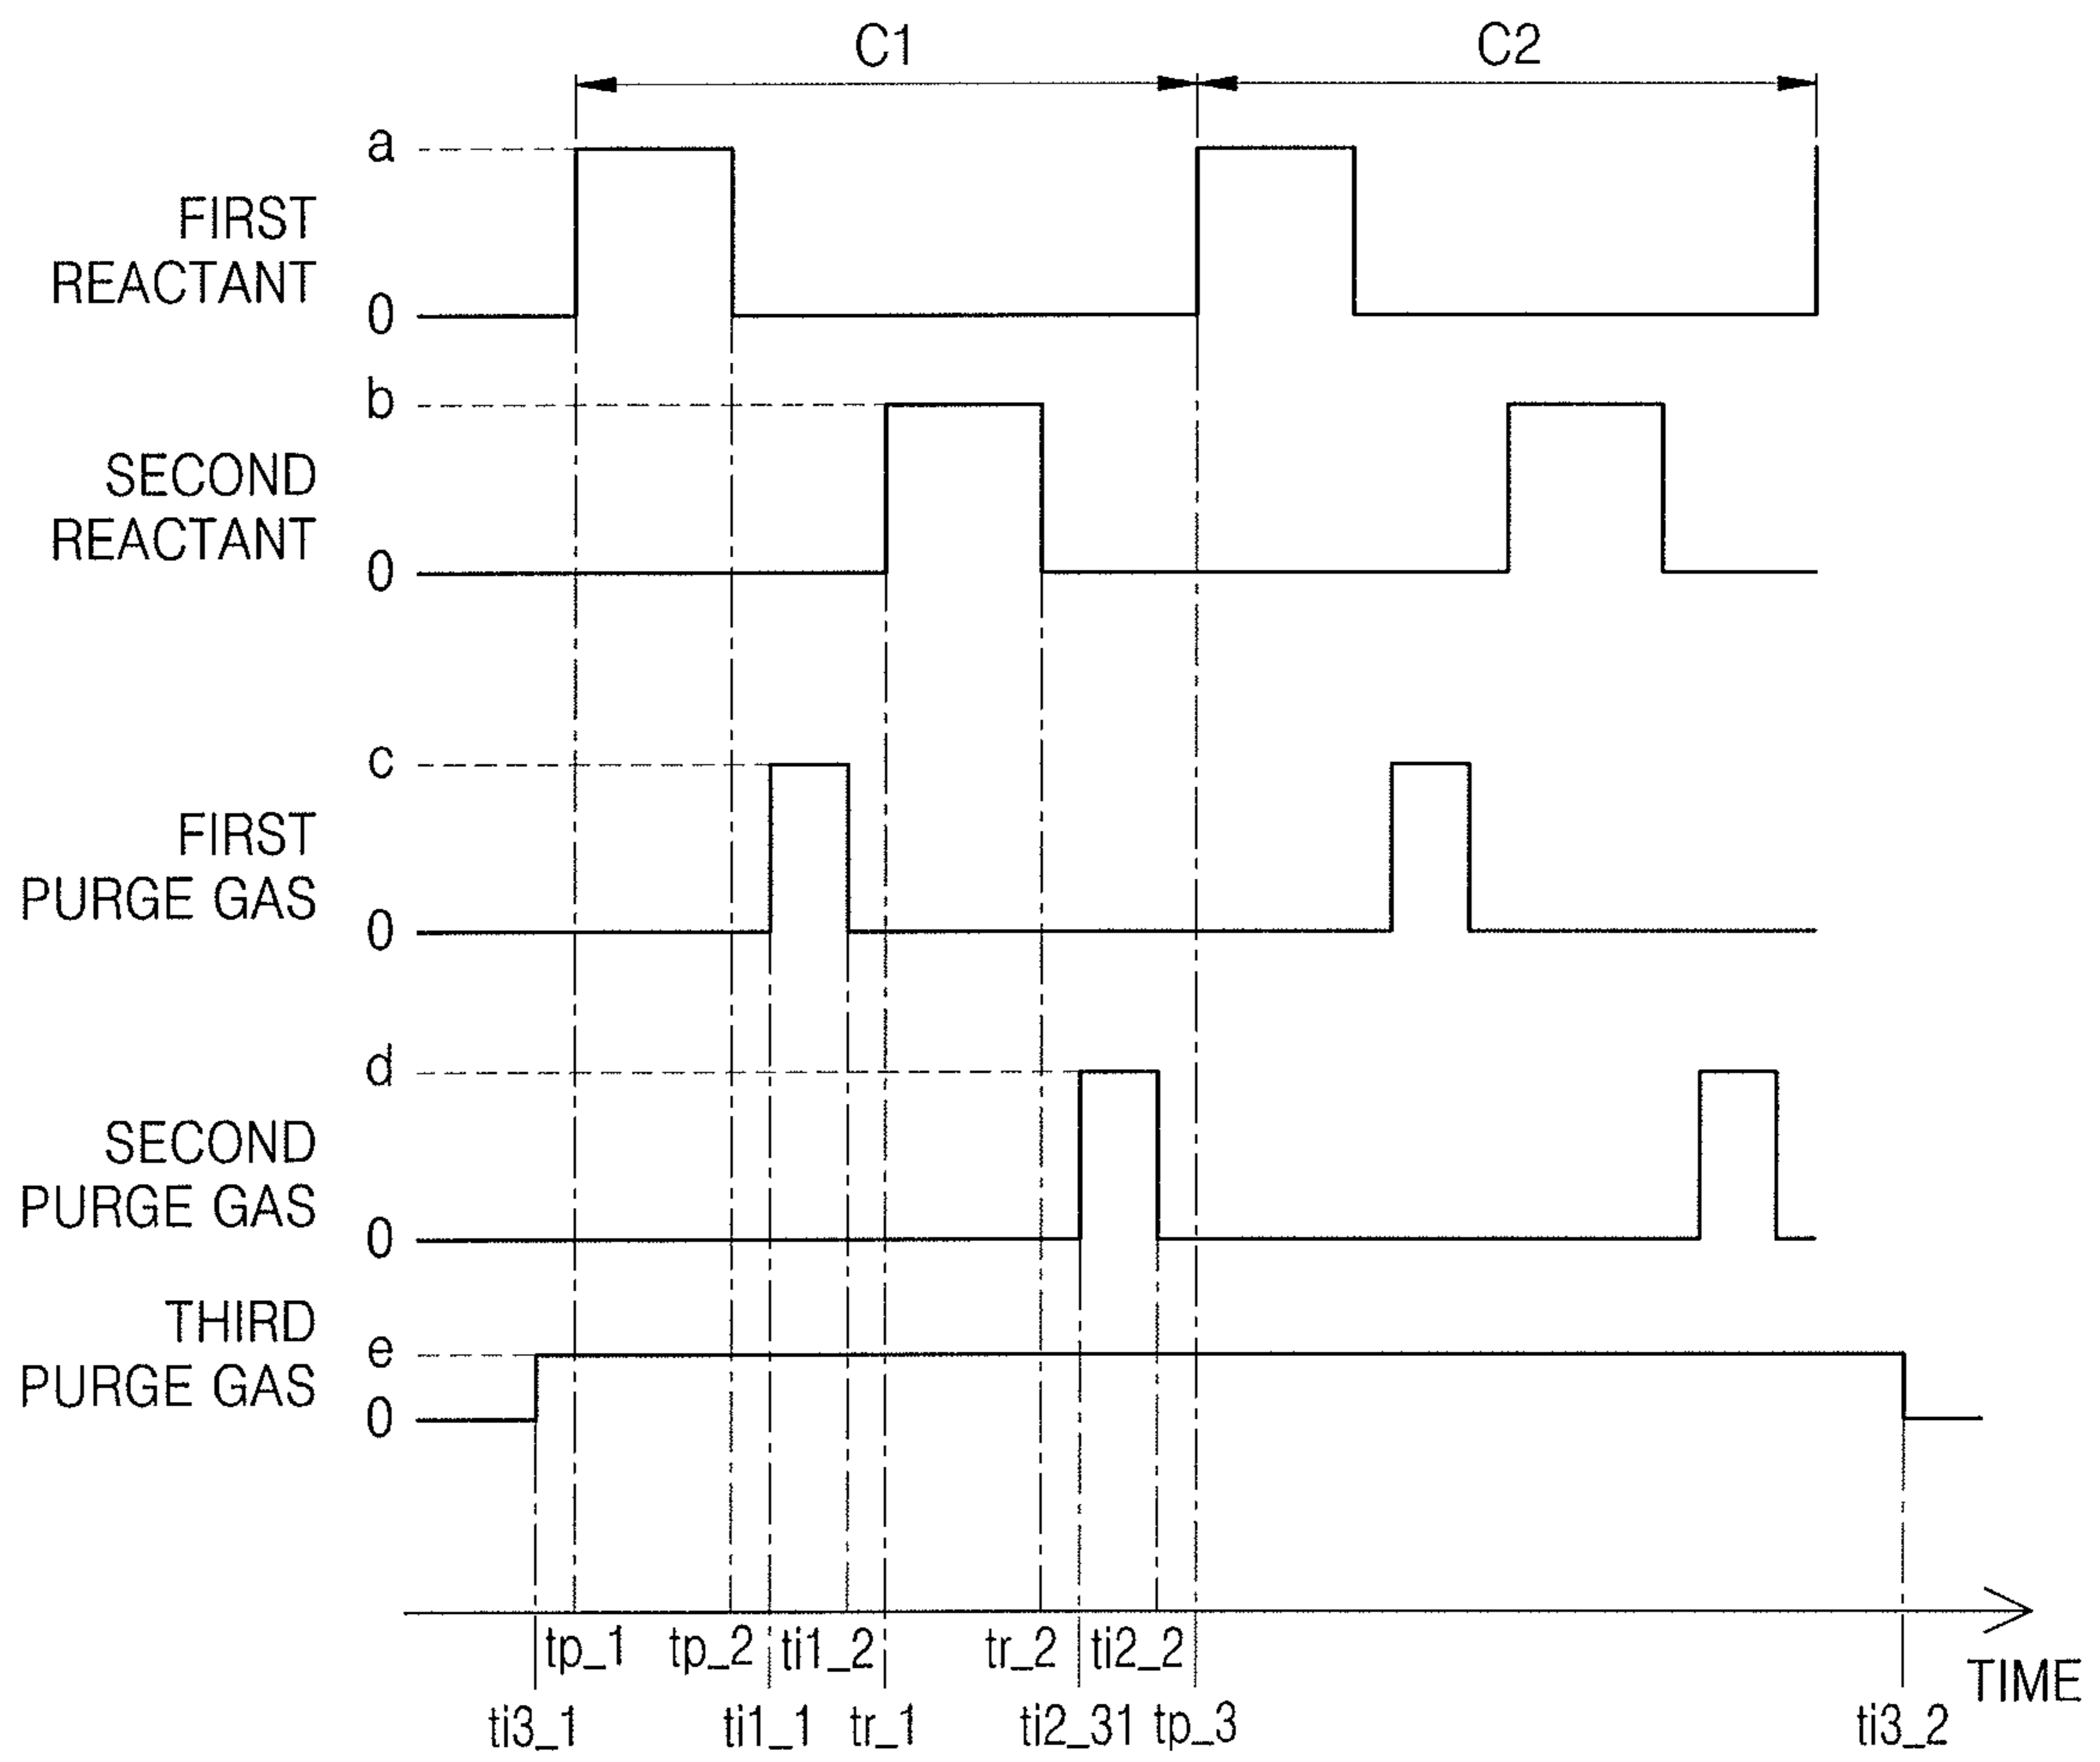 C1
C2
a
FIRST
REACTANT
0
b
SECOND
REACTANT
0
c
FIRST
PURGE GAS
0
d
SECOND
PURGE GAS
0
THIRD
PURGE GAS
e
0
tp_1
tp_2
ti1_2
tr_2
ti2_2
TIME
ti3_1
ti1_1
tr_1
ti2_31
tp_3
ti3_2